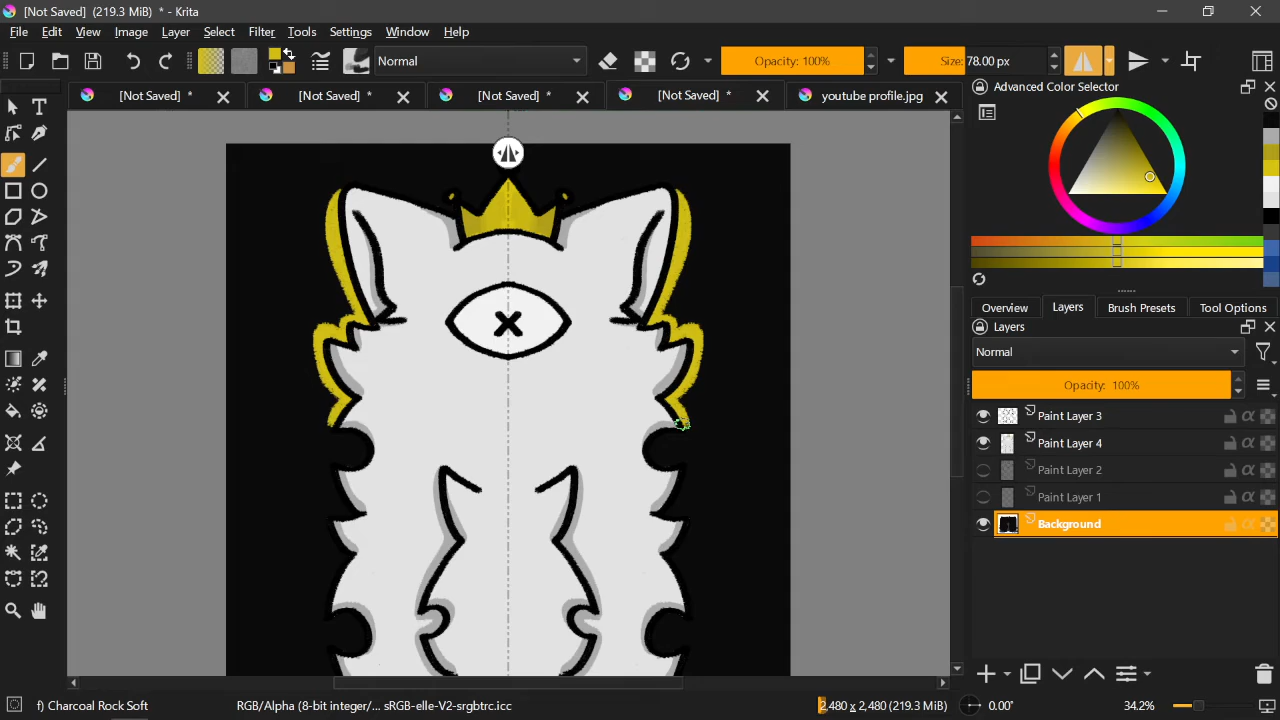 [Not Saved] (219.3 MiB) * - Krita
File Edit View Image Layer Select Filter Tools Settings Window Help
Normal
Opacity: 100%
Size: 78.00 px
[Not Saved] *
[Not Saved] *
[Not Saved] *
[Not Saved] *
youtube profile.jpg
Advanced Color Selector
Overview
Layers
Brush Presets
Tool Options
Layers
Normal
Opacity: 100%
Paint Layer 3
Paint Layer 4
Paint Layer 2
Paint Layer 1
Background
f) Charcoal Rock Soft
RGB/Alpha (8-bit integer/... sRGB-elle-V2-srgbtrc.icc
2,480 x 2,480 (219.3 MiB)
0.00°
34.2%